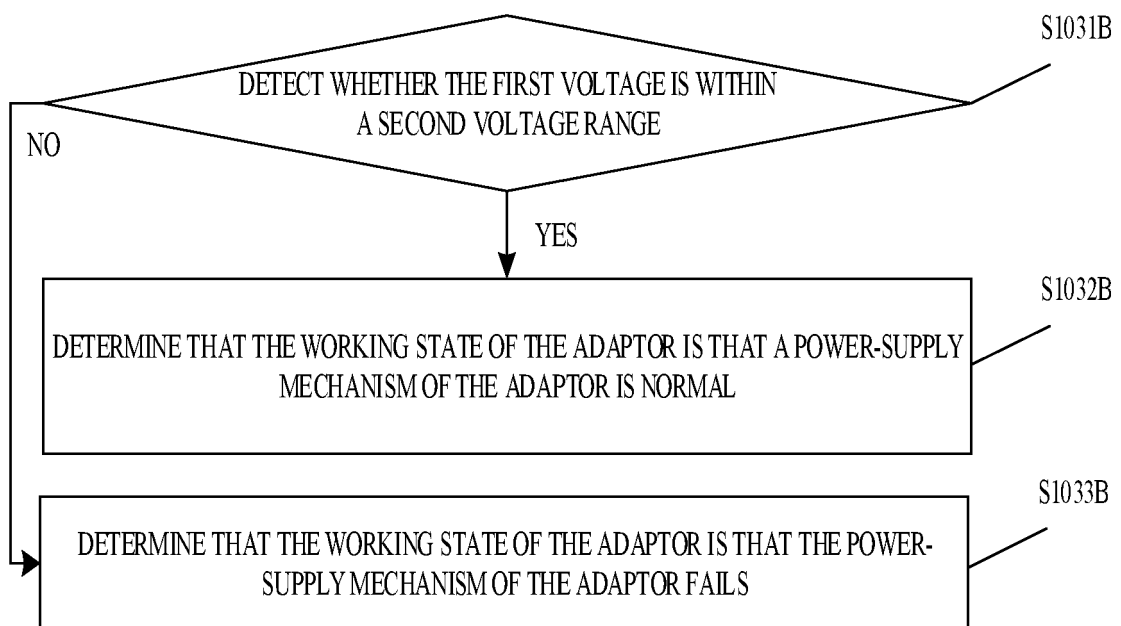 S1031B
DETECT WHETHER THE FIRST VOLTAGE IS WITHIN
A SECOND VOLTAGE RANGE
NO
YES
S1032B
DETERMINE THAT THE WORKING STATE OF THE ADAPTOR IS THAT A POWER-SUPPLY
MECHANISM OF THE ADAPTOR IS NORMAL
S1033B
DETERMINE THAT THE WORKING STATE OF THE ADAPTOR IS THAT THE POWER-
SUPPLY MECHANISM OF THE ADAPTOR FAILS